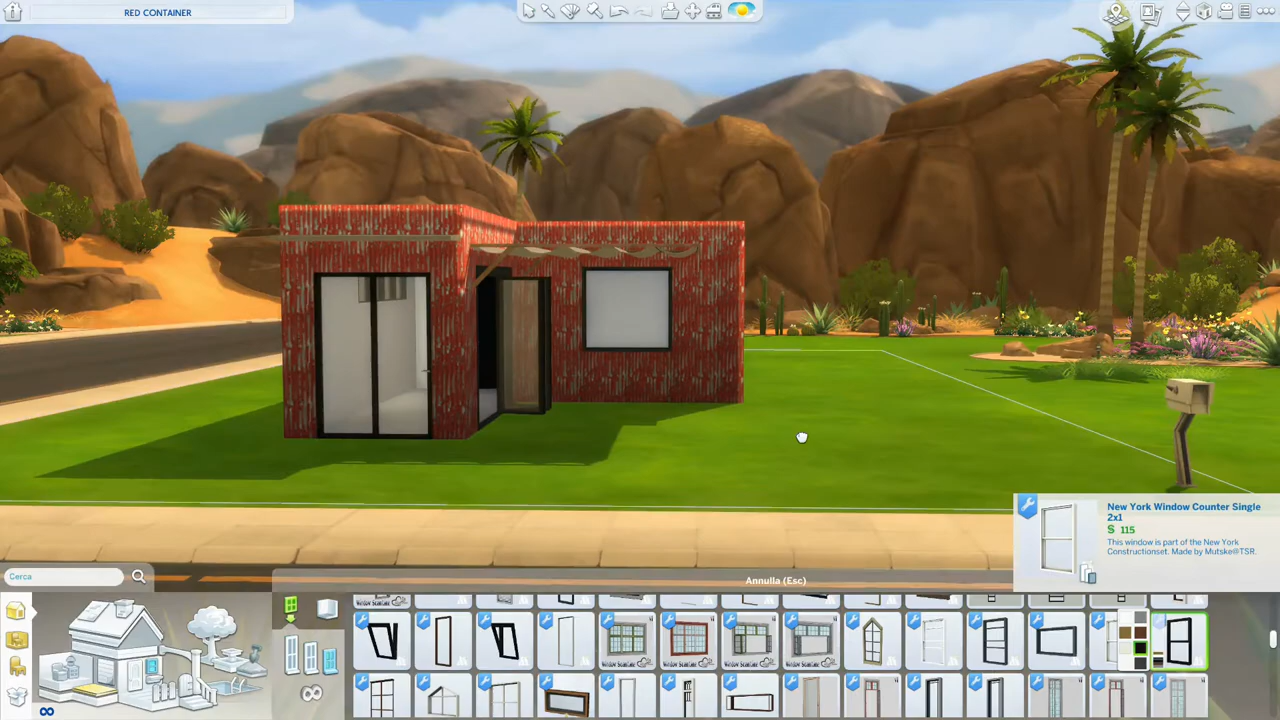 RED CONTAINER
New York Window Counter Single
2x1
$ 115
This window is part of the New York
Constructionset. Made by Mutske@TSR.
Cerca
Annulla (Esc)